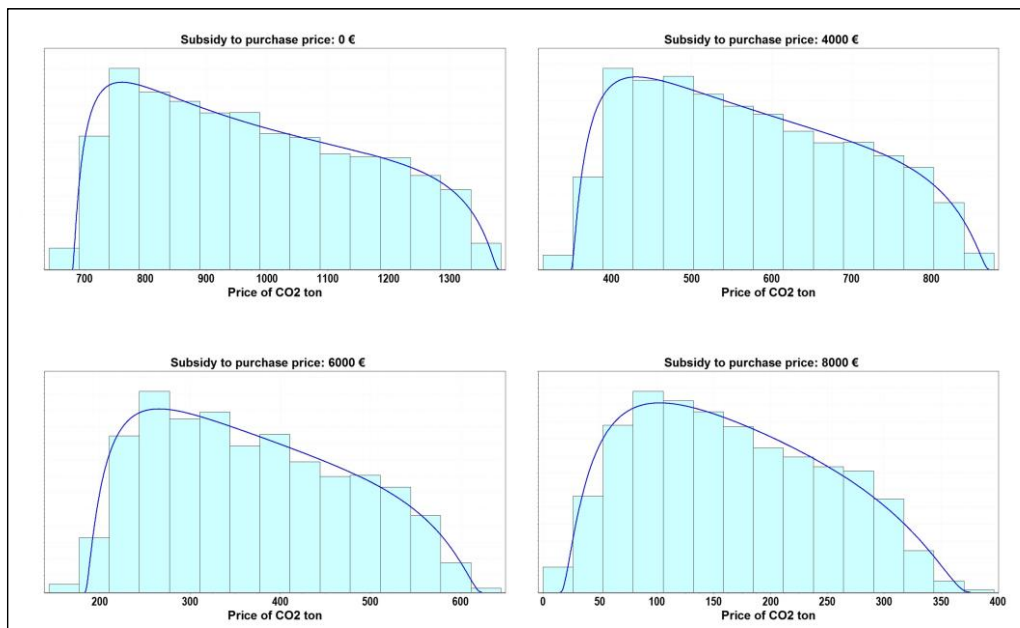 Subsidy to purchase price: 0 €
700 800 900 1000 1100 1200 1300
Price of CO2 ton
Subsidy to purchase price: 4000 €
400 500 600 700 800
Price of CO2 ton
Subsidy to purchase price: 6000 €
200 300 400 500 600
Price of CO2 ton
Subsidy to purchase price: 8000 €
0 50 100 150 200 250 300 350 400
Price of CO2 ton